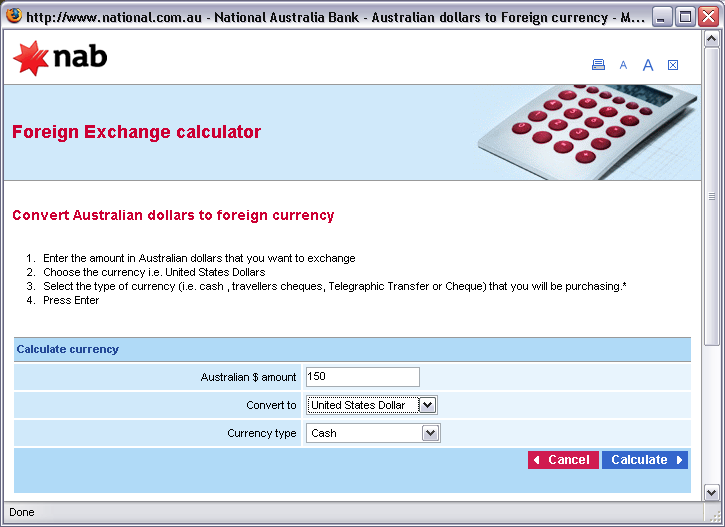 http://www.national.com.au - National Australia Bank - Australian dollars to Foreign currency - M...
nab
A A
Foreign Exchange calculator
Convert Australian dollars to foreign currency
1. Enter the amount in Australian dollars that you want to exchange
2. Choose the currency i.e. United States Dollars
3. Select the type of currency (i.e. cash , travellers cheques, Telegraphic Transfer or Cheque) that you will be purchasing.*
4. Press Enter
Calculate currency
Australian $ amount 150
Convert to United States Dollar
Currency type Cash
Cancel Calculate
Done